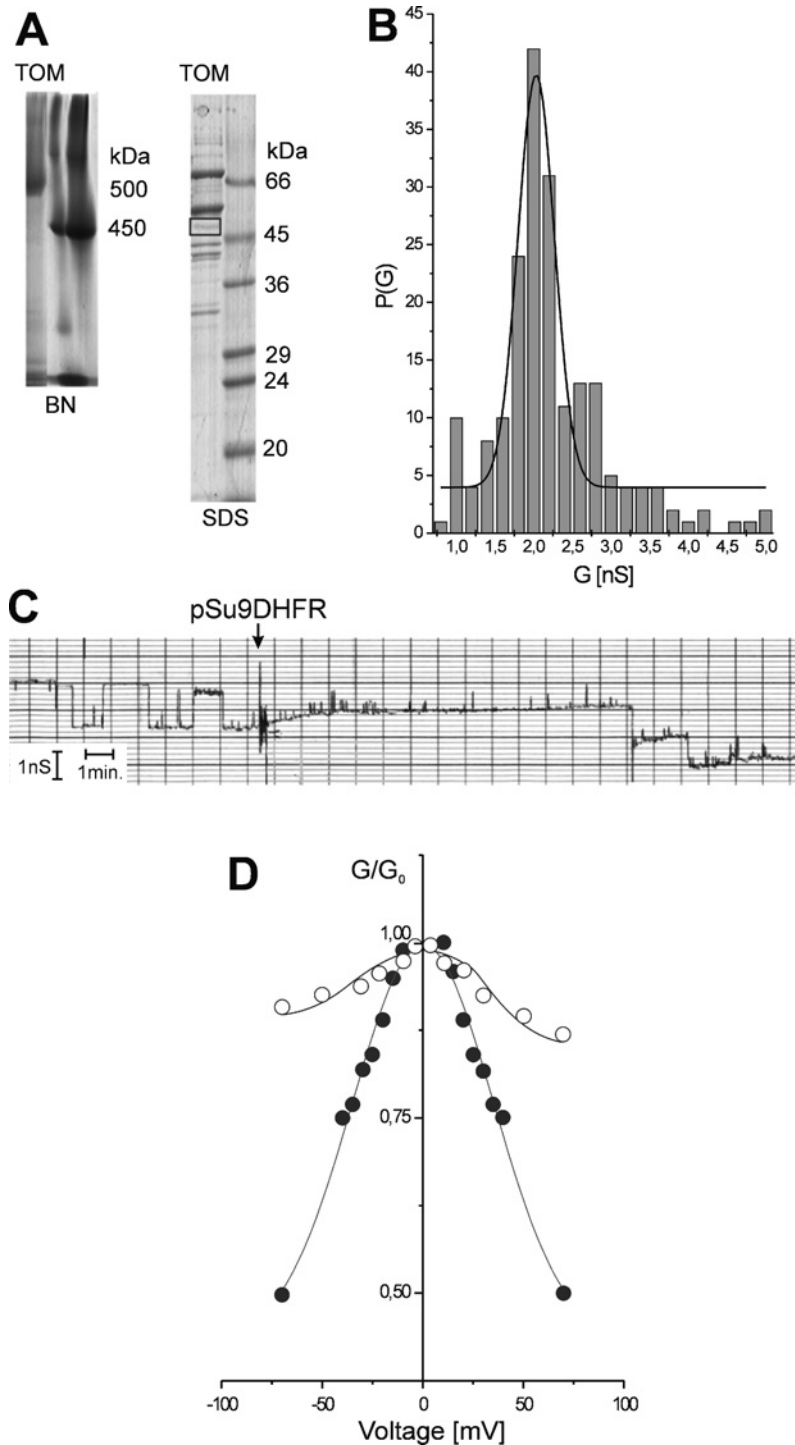 A
TOM
kDa
500
450
BN
TOM
kDa
66
45
36
29
24
20
SDS
B
P(G)
45
40
35
30
25
20
15
10
5
0
1,0 1,5 2,0 2,5 3,0 3,5 4,0 4,5 5,0
G [nS]
C
pSu9DHFR
1nS
1min.
D
G/G₀
1,00
0,75
0,50
-100 -50 0 50 100
Voltage [mV]